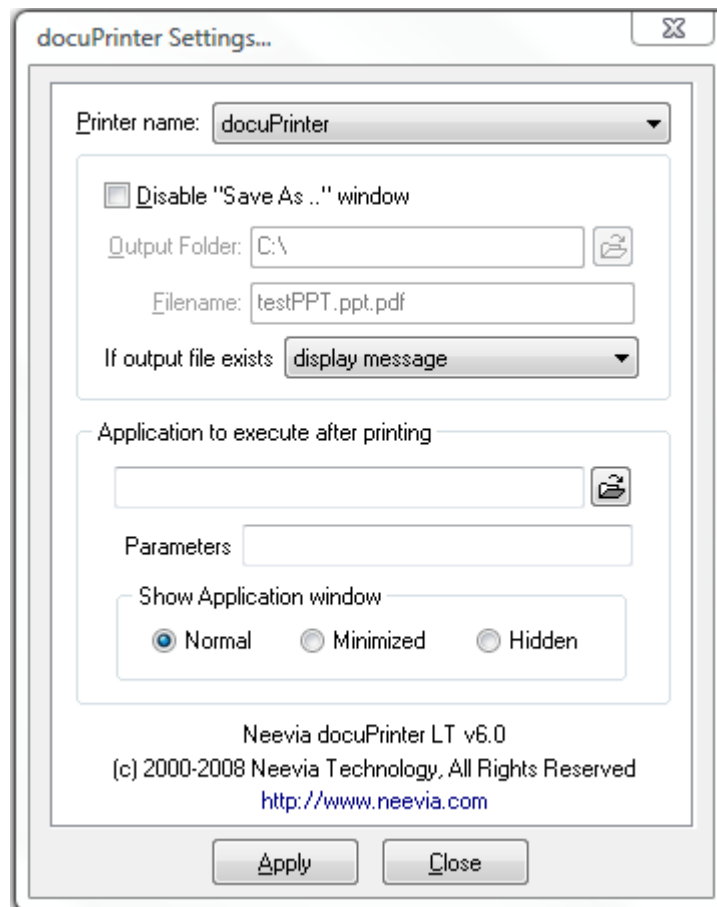 docuPrinter Settings...
Printer name: docuPrinter
Disable "Save As .." window
Output Folder: C:\
Filename: testPPT.ppt.pdf
If output file exists display message
Application to execute after printing
Parameters
Show Application window
Normal Minimized Hidden
Neevia docuPrinter LT v6.0
(c) 2000-2008 Neevia Technology, All Rights Reserved
http://www.neevia.com
Apply Close